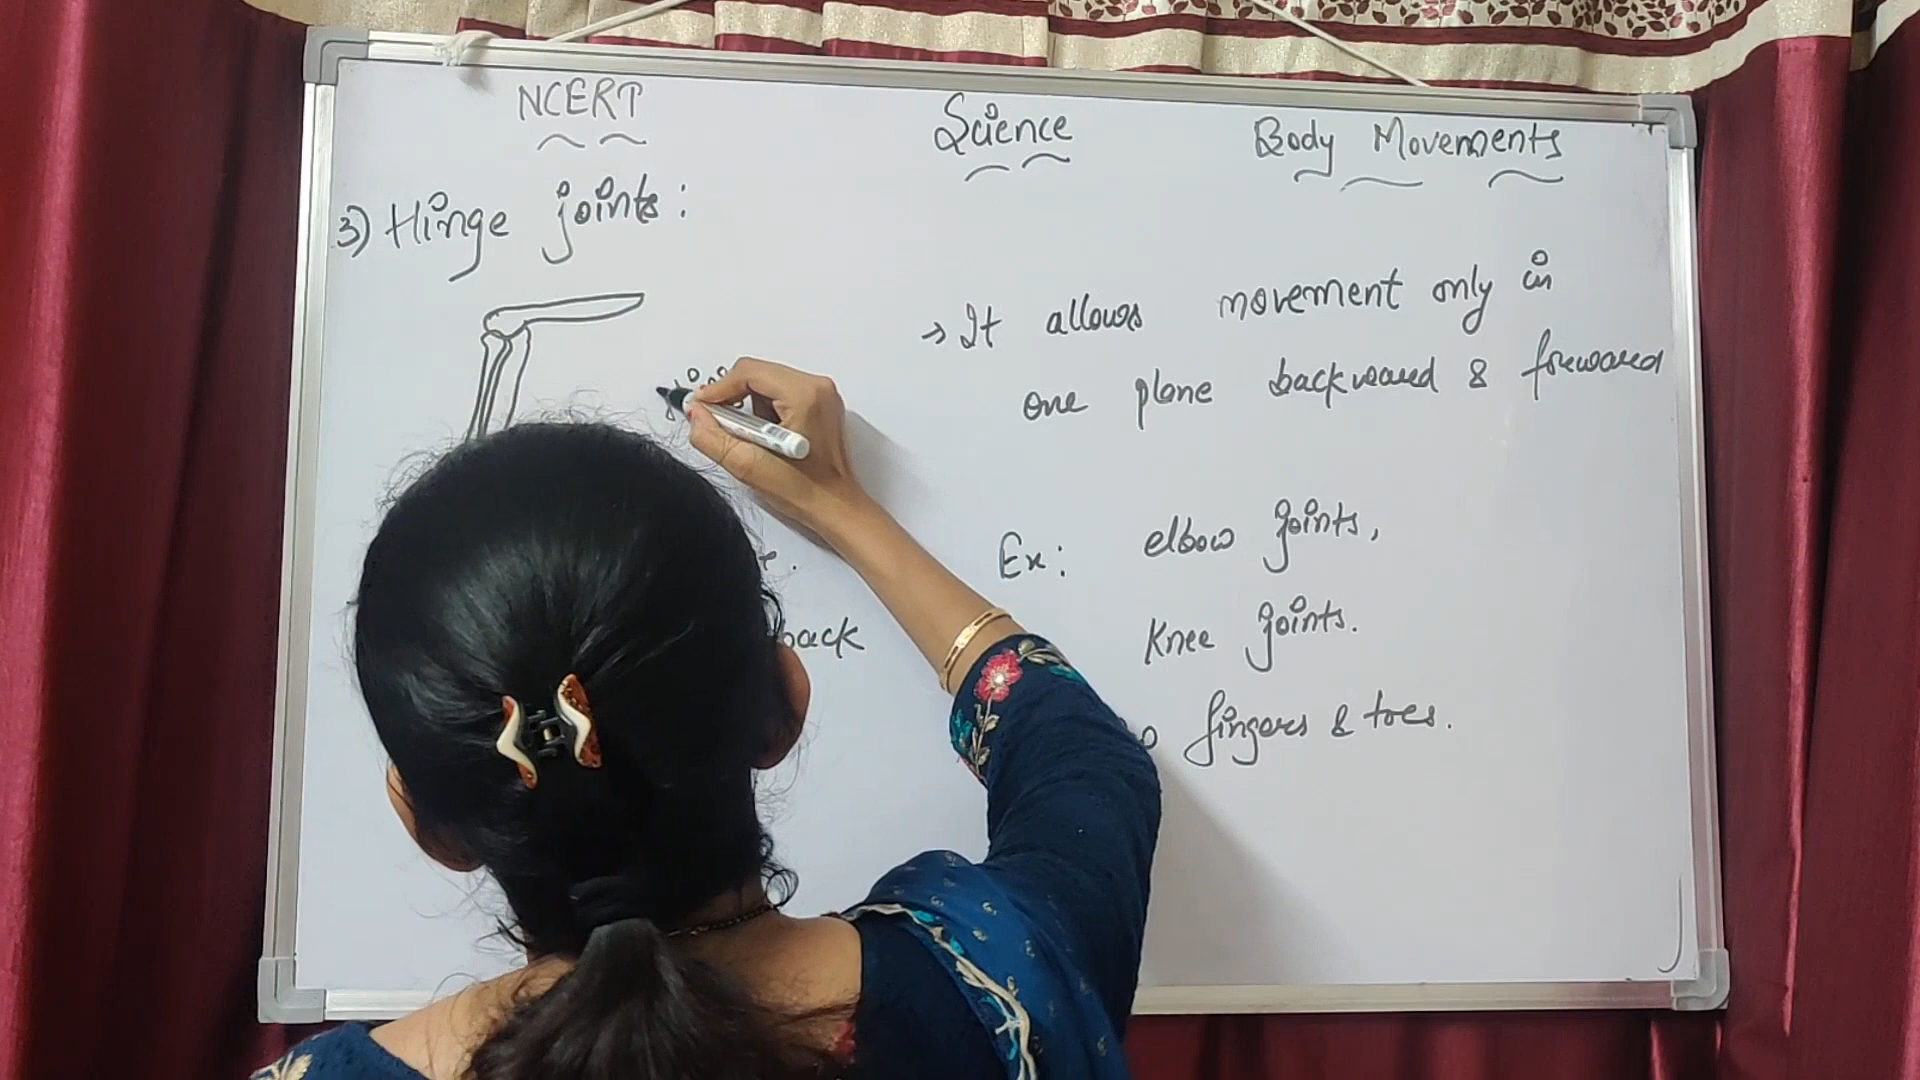 NCERT Science Body Movements
3) Hinge joints:
→ It allows movement only in
one plane backward & forward
Ex: elbow joints,
back
Knee joints.
fingers & toes.